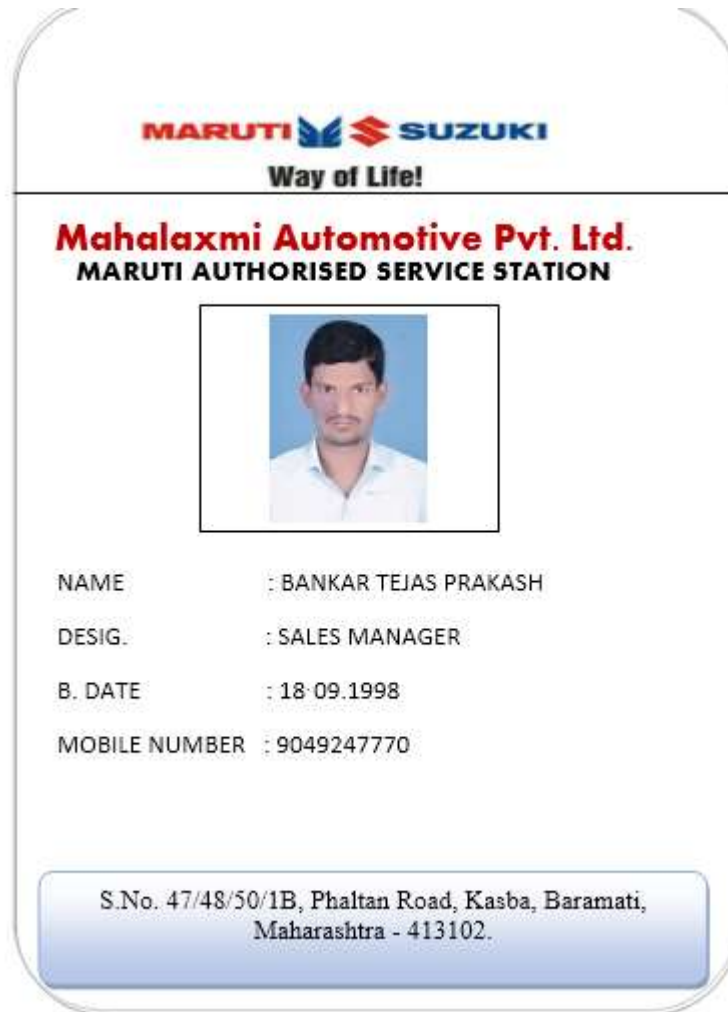 MARUTI SUZUKI
Way of Life!
Mahalaxmi Automotive Pvt. Ltd.
MARUTI AUTHORISED SERVICE STATION
NAME : BANKAR TEJAS PRAKASH
DESIG. : SALES MANAGER
B. DATE : 18.09.1998
MOBILE NUMBER : 9049247770
S.No. 47/48/50/1B, Phaltan Road, Kasba, Baramati,
Maharashtra - 413102.